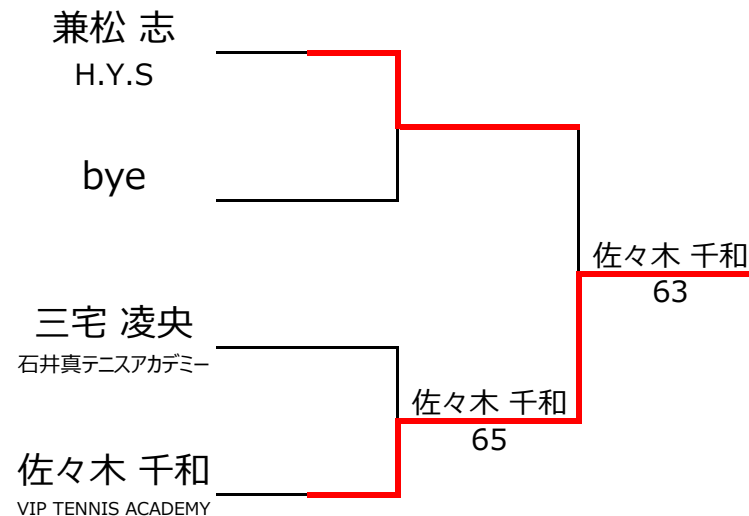 兼松 志
H.Y.S
bye
佐々木 千和
63
三宅 凌央
石井真テニスアカデミー
佐々木 千和
65
佐々木 千和
VIP TENNIS ACADEMY